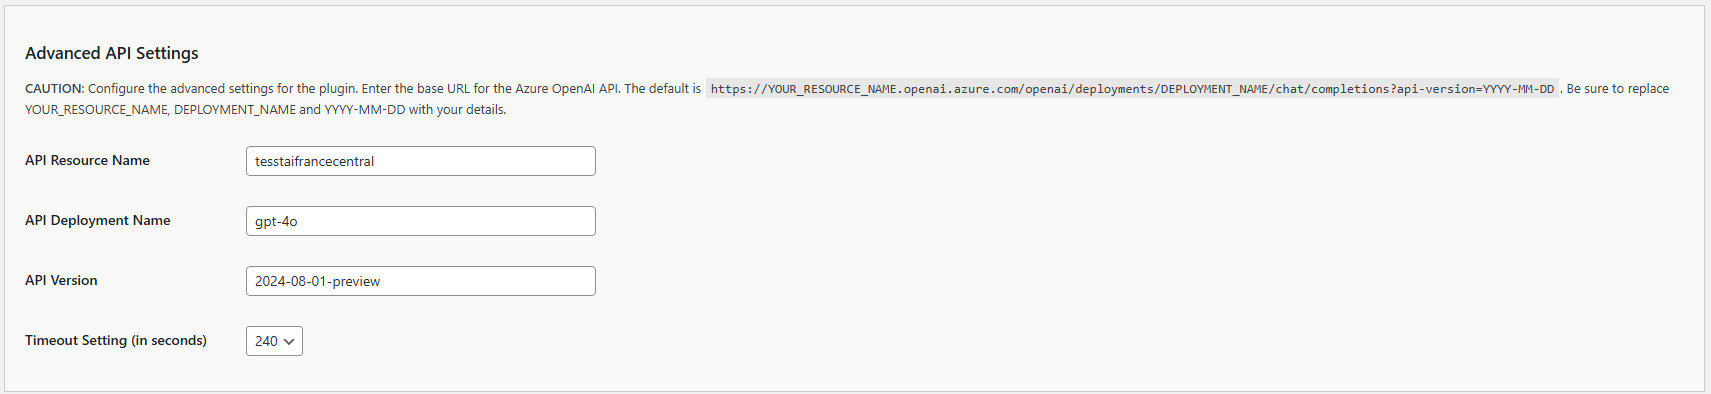 Advanced API Settings
CAUTION: Configure the advanced settings for the plugin. Enter the base URL for the Azure OpenAI API. The default is https://YOUR_RESOURCE_NAME.openai.azure.com/openai/deployments/DEPLOYMENT_NAME/chat/completions?api-version=YYYY-MM-DD. Be sure to replace
YOUR_RESOURCE_NAME, DEPLOYMENT_NAME and YYYY-MM-DD with your details.
API Resource Name tesstaifrancecentral
API Deployment Name gpt-4o
API Version 2024-08-01-preview
Timeout Setting (in seconds) 240